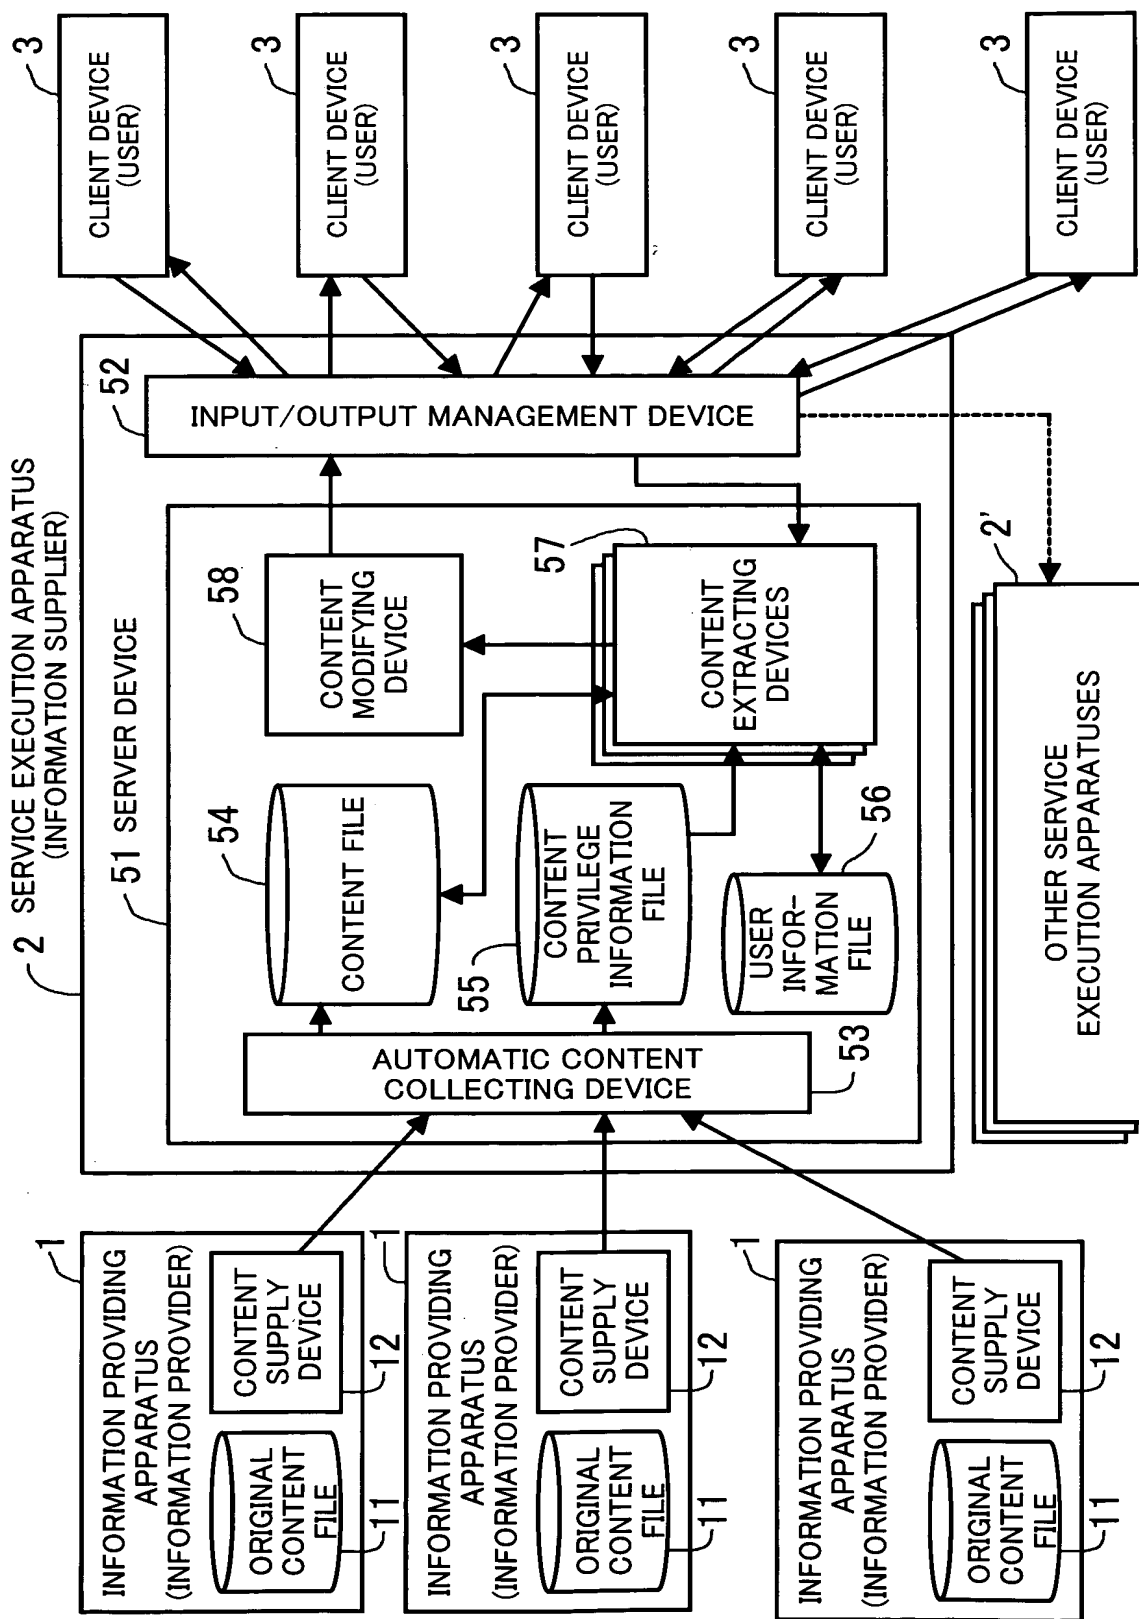 2 SERVICE EXECUTION APPARATUS
(INFORMATION SUPPLIER)
51 SERVER DEVICE
1
INFORMATION PROVIDING
APPARATUS
(INFORMATION PROVIDER)
ORIGINAL
CONTENT
FILE
11
CONTENT
SUPPLY
DEVICE
12
1
INFORMATION PROVIDING
APPARATUS
(INFORMATION PROVIDER)
ORIGINAL
CONTENT
FILE
11
CONTENT
SUPPLY
DEVICE
12
1
INFORMATION PROVIDING
APPARATUS
(INFORMATION PROVIDER)
ORIGINAL
CONTENT
FILE
11
CONTENT
SUPPLY
DEVICE
12
AUTOMATIC CONTENT
COLLECTING DEVICE
53
54
CONTENT FILE
55
CONTENT
PRIVILEGE
INFORMATION
FILE
USER
INFOR-
MATION
FILE
56
58
CONTENT
MODIFYING
DEVICE
57
CONTENT
EXTRACTING
DEVICES
52
INPUT/OUTPUT MANAGEMENT DEVICE
2'
OTHER SERVICE
EXECUTION APPARATUSES
3
CLIENT DEVICE
(USER)
3
CLIENT DEVICE
(USER)
3
CLIENT DEVICE
(USER)
3
CLIENT DEVICE
(USER)
3
CLIENT DEVICE
(USER)